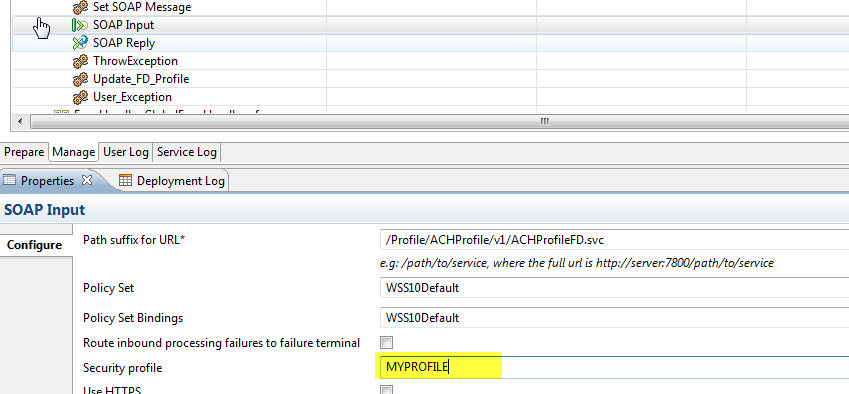 Set SOAP Message
SOAP Input
SOAP Reply
ThrowException
Update_FD_Profile
User_Exception
Prepare Manage User Log Service Log
Properties Deployment Log
SOAP Input
Configure
Path suffix for URL* /Profile/ACHProfile/v1/ACHProfileFD.svc
e.g: /path/to/service, where the full url is http://server:7800/path/to/service
Policy Set WSS10Default
Policy Set Bindings WSS10Default
Route inbound processing failures to failure terminal
Security profile MYPROFILE
Use HTTPS